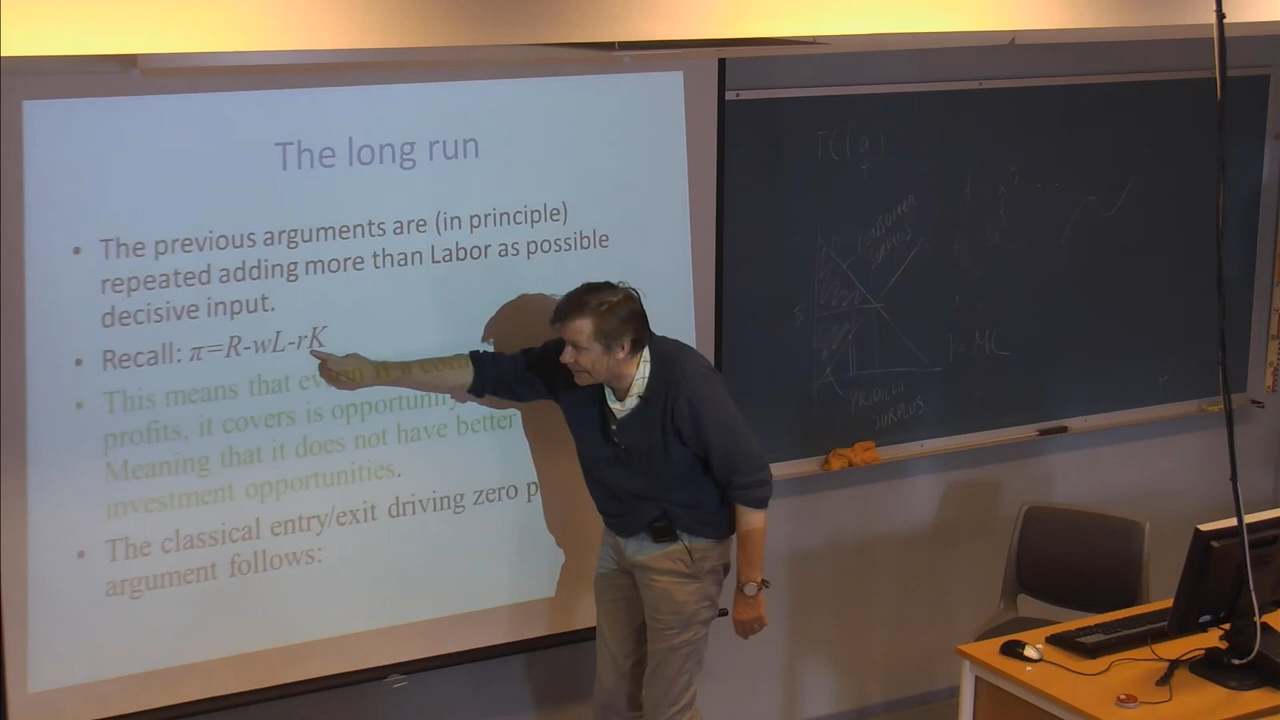 The long run
• The previous arguments are (in principle)
repeated adding more than Labor as possible
decisive input.
• Recall: π=R-wL-rK
• This means that
profits, it covers is
Meaning that it does not have better
investment opportunities.
• The classical entry/exit driving zero p
argument follows:
TC(q)
CONSUMER
SURPLUS
P=MC
PRODUCER
SURPLUS